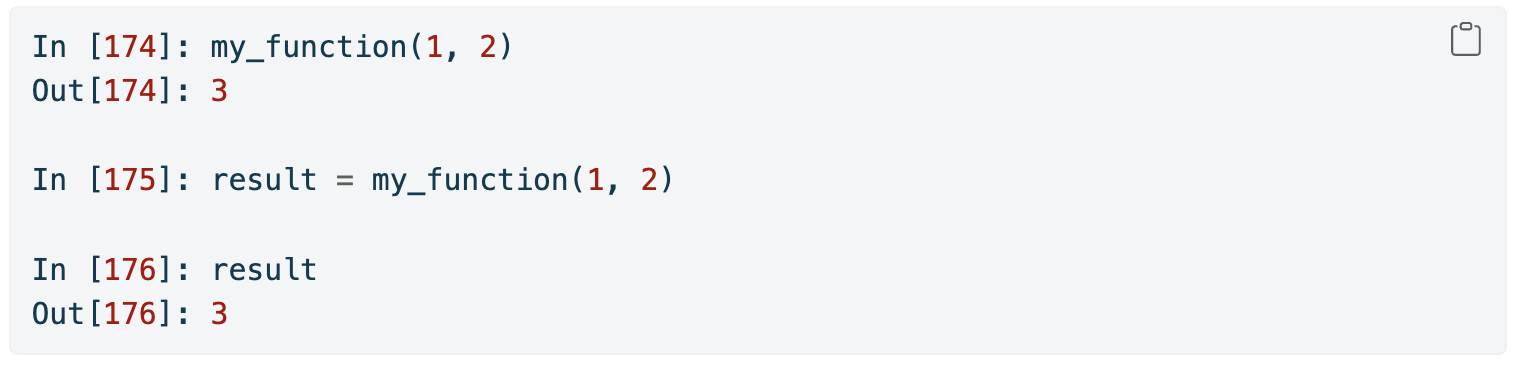 In [174]: my_function(1, 2)
Out[174]: 3
In [175]: result = my_function(1, 2)
In [176]: result
Out[176]: 3